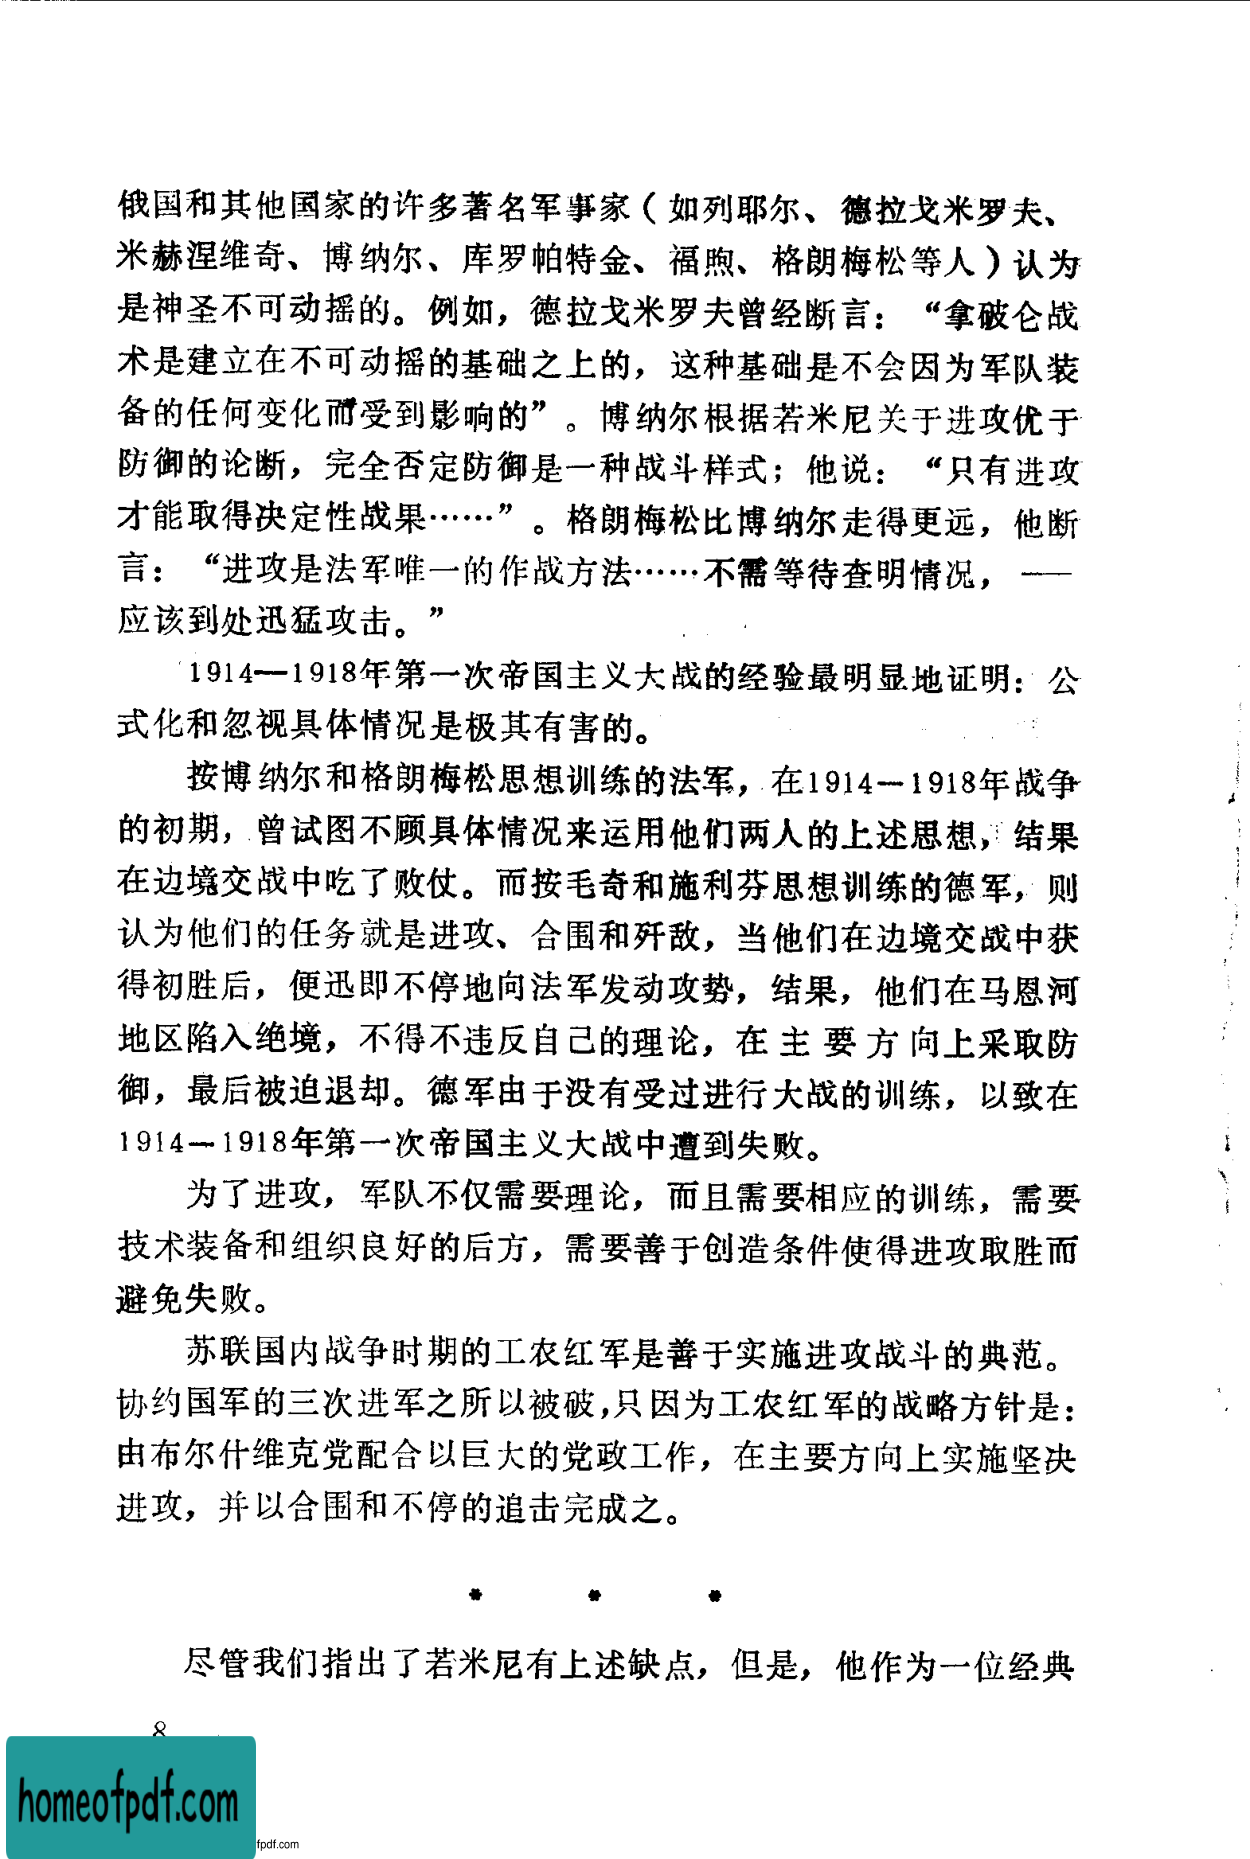 俄国和其他国家的许多著名军事家（如列耶尔、德拉戈米罗夫、
米赫涅维奇、博纳尔、库罗帕特金、福煦、格朗梅松等人）认为
是神圣不可动摇的。例如，德拉戈米罗夫曾经断言：“拿破仑战
术是建立在不可动摇的基础之上的，这种基础是不会因为军队装
备的任何变化而受到影响的”。博纳尔根据若米尼关于进攻优于
防御的论断，完全否定防御是一种战斗样式；他说：“只有进攻
才能取得决定性战果……”。格朗梅松比博纳尔走得更远，他断
言：“进攻是法军唯一的作战方法……不需等待查明情况，——
应该到处迅猛攻击。”
1914—1918年第一次帝国主义大战的经验最明显地证明：公
式化和忽视具体情况是极其有害的。
按博纳尔和格朗梅松思想训练的法军，在1914—1918年战争
的初期，曾试图不顾具体情况来运用他们两人的上述思想，结果
在边境交战中吃了败仗。而按毛奇和施利芬思想训练的德军，则
认为他们的任务就是进攻、合围和歼敌，当他们在边境交战中获
得初胜后，便迅即不停地向法军发动攻势，结果，他们在马恩河
地区陷入绝境，不得不违反自己的理论，在主要方向上采取防
御，最后被迫退却。德军由于没有受过进行大战的训练，以致在
1914—1918年第一次帝国主义大战中遭到失败。
为了进攻，军队不仅需要理论，而且需要相应的训练，需要
技术装备和组织良好的后方，需要善于创造条件使得进攻取胜而
避免失败。
苏联国内战争时期的工农红军是善于实施进攻战斗的典范。
协约国军的三次进军之所以被破，只因为工农红军的战略方针是：
由布尔什维克党配合以巨大的党政工作，在主要方向上实施坚决
进攻，并以合围和不停的追击完成之。
* * *
尽管我们指出了若米尼有上述缺点，但是，他作为一位经典
8
homeofpdf.com
fpdf.com